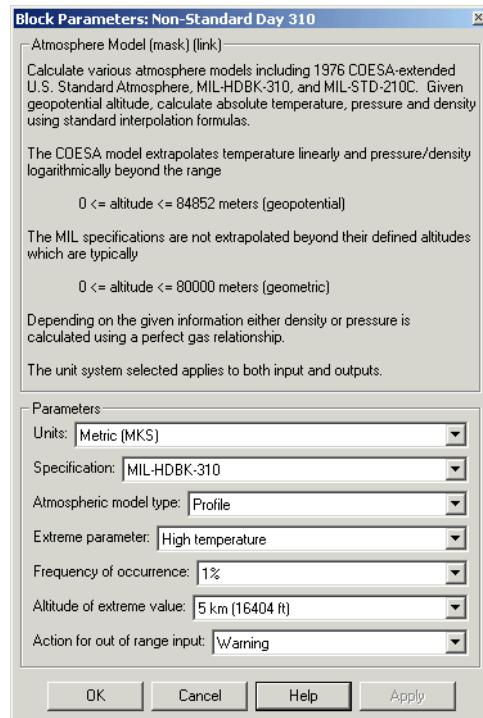 Block Parameters: Non-Standard Day 310
Atmosphere Model (mask) (link)
Calculate various atmosphere models including 1976 COESA-extended
U.S. Standard Atmosphere, MIL-HDBK-310, and MIL-STD-210C. Given
geopotential altitude, calculate absolute temperature, pressure and density
using standard interpolation formulas.
The COESA model extrapolates temperature linearly and pressure/density
logarithmically beyond the range
0 <= altitude <= 84852 meters (geopotential)
The MIL specifications are not extrapolated beyond their defined altitudes
which are typically
0 <= altitude <= 80000 meters (geometric)
Depending on the given information either density or pressure is
calculated using a perfect gas relationship.
The unit system selected applies to both input and outputs.
Parameters
Units: Metric (MKS)
Specification: MIL-HDBK-310
Atmospheric model type: Profile
Extreme parameter: High temperature
Frequency of occurrence: 1%
Altitude of extreme value: 5 km (16404 ft)
Action for out of range input: Warning
OK Cancel Help Apply